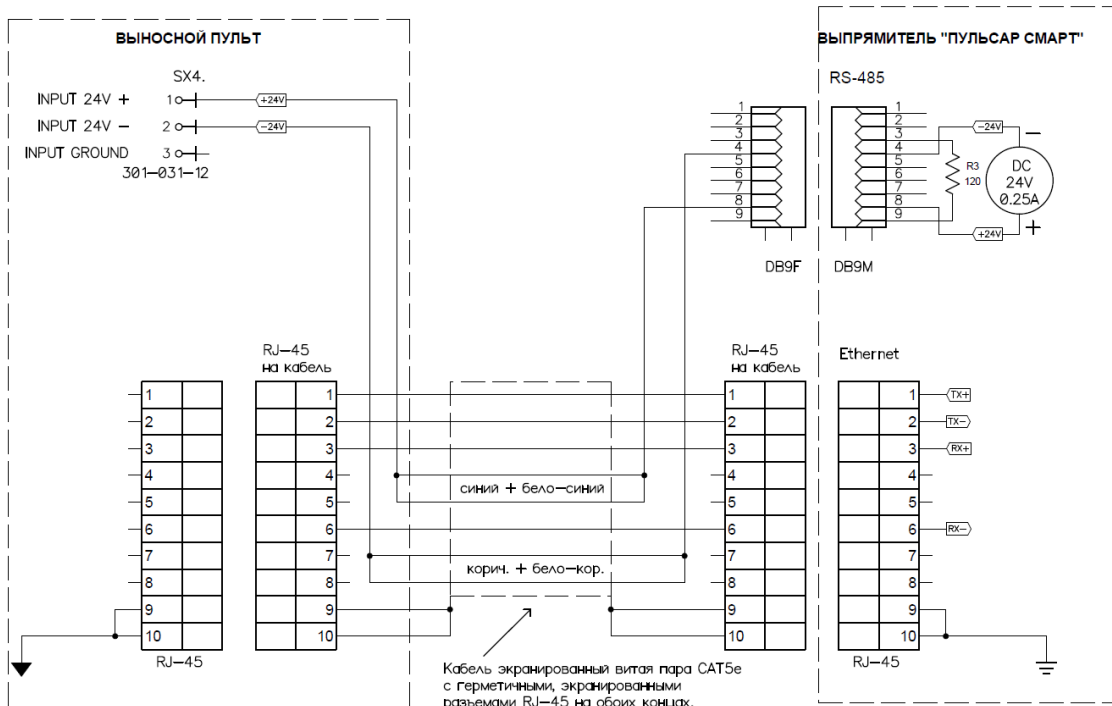 ВЫНОСНОЙ ПУЛЬТ
SX4.
INPUT 24V +
1
+24V
INPUT 24V –
2
–24V
INPUT GROUND
3
301–031–12
ВЫПРЯМИТЕЛЬ "ПУЛЬСАР СМАРТ"
RS-485
1
2
3
4
5
6
7
8
9
DB9F
1
2
3
4
5
6
7
8
9
DB9M
R3
120
–24V
–
DC
24V
0.25A
+24V
+
1
2
3
4
5
6
7
8
9
10
RJ–45
RJ–45
на кабель
1
2
3
4
5
6
7
8
9
10
синий + бело–синий
корич. + бело–кор.
Кабель экранированный витая пара CAT5e
с герметичными, экранированными
разъемами RJ–45 на обоих концах.
RJ–45
на кабель
1
2
3
4
5
6
7
8
9
10
Ethernet
1
TX+
2
TX–
3
RX+
4
5
6
RX–
7
8
9
10
RJ–45